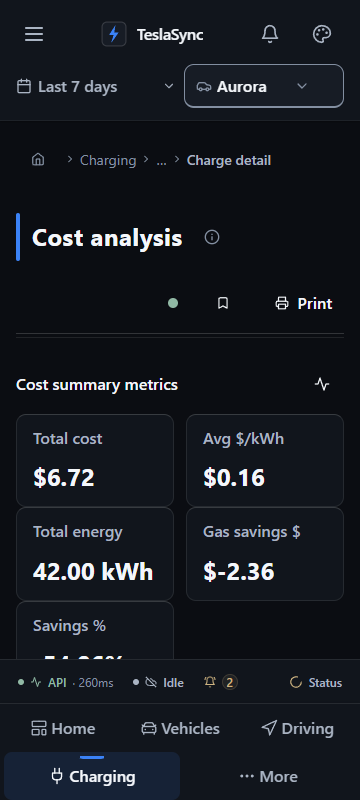 TeslaSync
Last 7 days
Aurora
Charging
...
Charge detail
Cost analysis
Print
Cost summary metrics
Total cost
Avg $/kWh
$6.72
$0.16
Total energy
Gas savings $
42.00 kWh
$-2.36
Savings %
API · 260ms
Idle
2
Status
Home
Vehicles
Driving
Charging
More